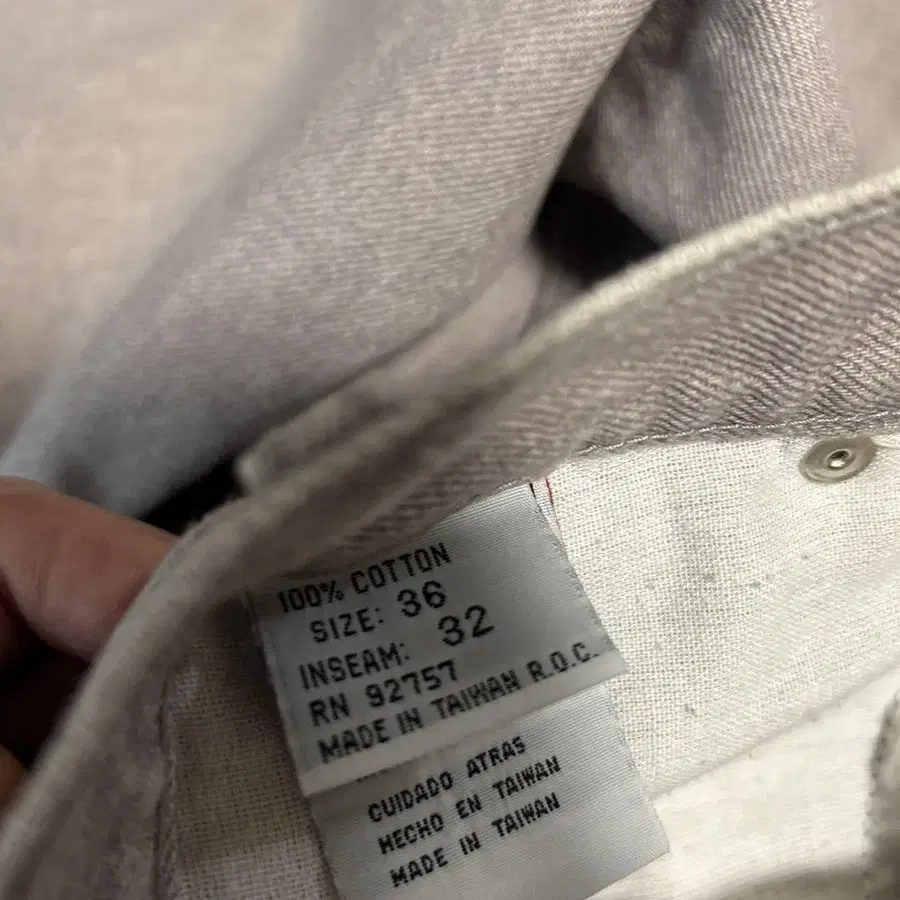 100% COTTON
SIZE: 36
INSEAM: 32
RN 92757
MADE IN TAIWAN R.O.C.
CUIDADO ATRAS
HECHO EN TAIWAN
MADE IN TAIWAN